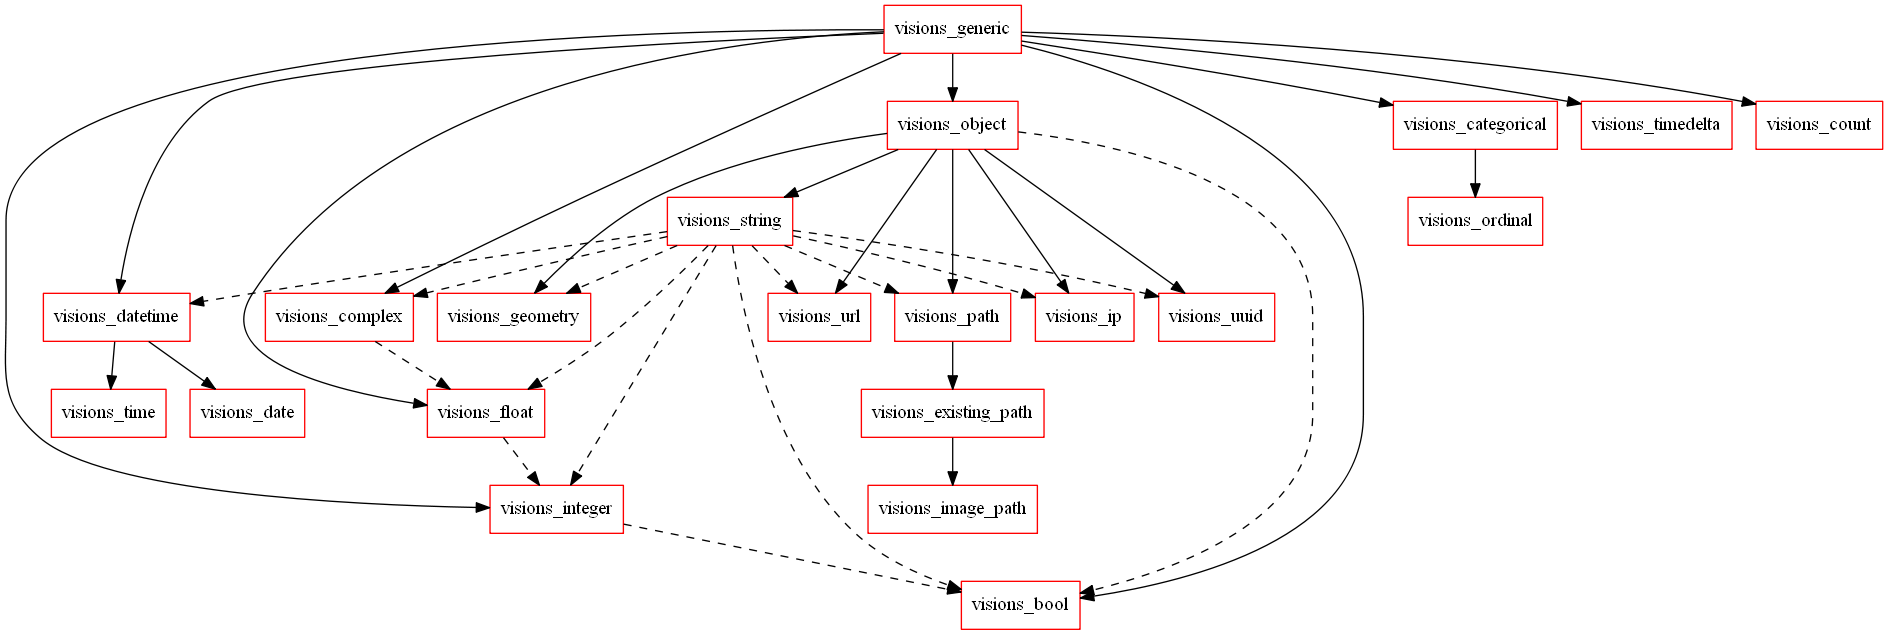 visions_generic
visions_object
visions_categorical
visions_timedelta
visions_count
visions_string
visions_ordinal
visions_datetime
visions_complex
visions_geometry
visions_url
visions_path
visions_ip
visions_uuid
visions_time
visions_date
visions_float
visions_existing_path
visions_integer
visions_image_path
visions_bool